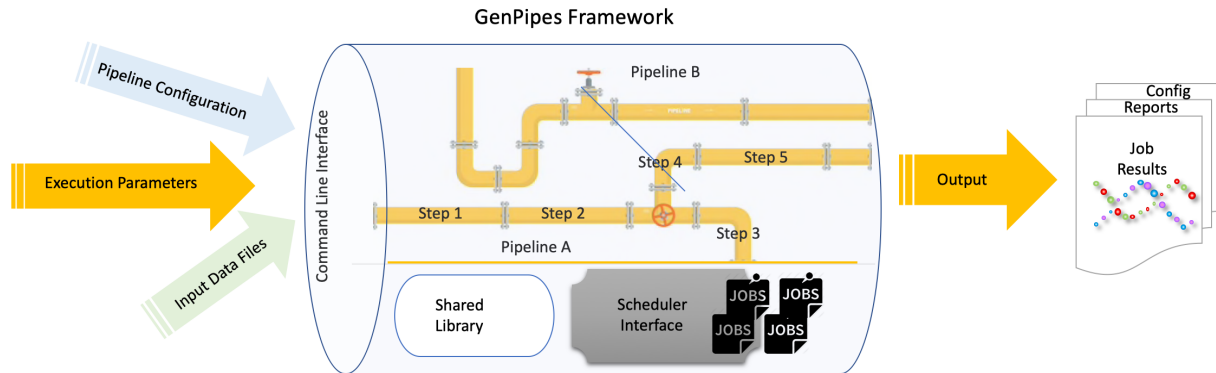 GenPipes Framework
Pipeline Configuration
Execution Parameters
Input Data Files
Command Line Interface
Pipeline B
PIPELINE
Step 4
Step 5
Step 1
Step 2
Step 3
Pipeline A
Shared
Library
Scheduler
Interface
JOBS
JOBS
JOBS
JOBS
Output
Config
Reports
Job
Results